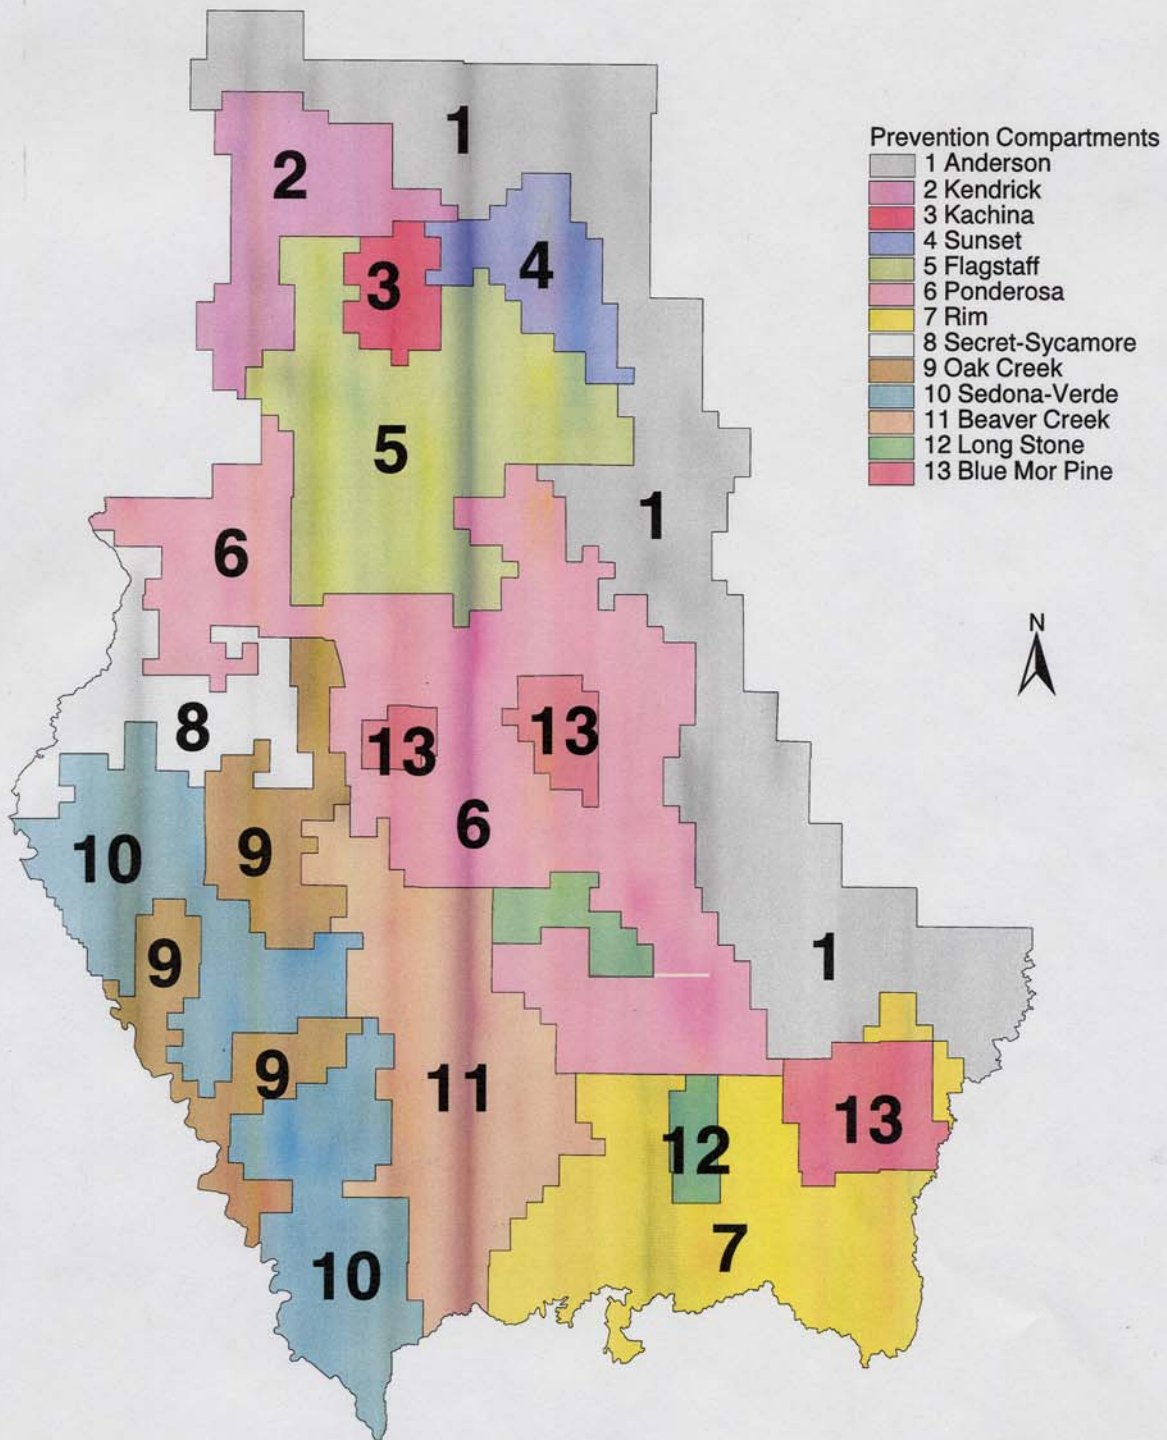 1
2
3
4
5
1
6
8
13
13
6
10
9
9
1
9
11
13
12
7
10
Prevention Compartments
1 Anderson
2 Kendrick
3 Kachina
4 Sunset
5 Flagstaff
6 Ponderosa
7 Rim
8 Secret-Sycamore
9 Oak Creek
10 Sedona-Verde
11 Beaver Creek
12 Long Stone
13 Blue Mor Pine
N